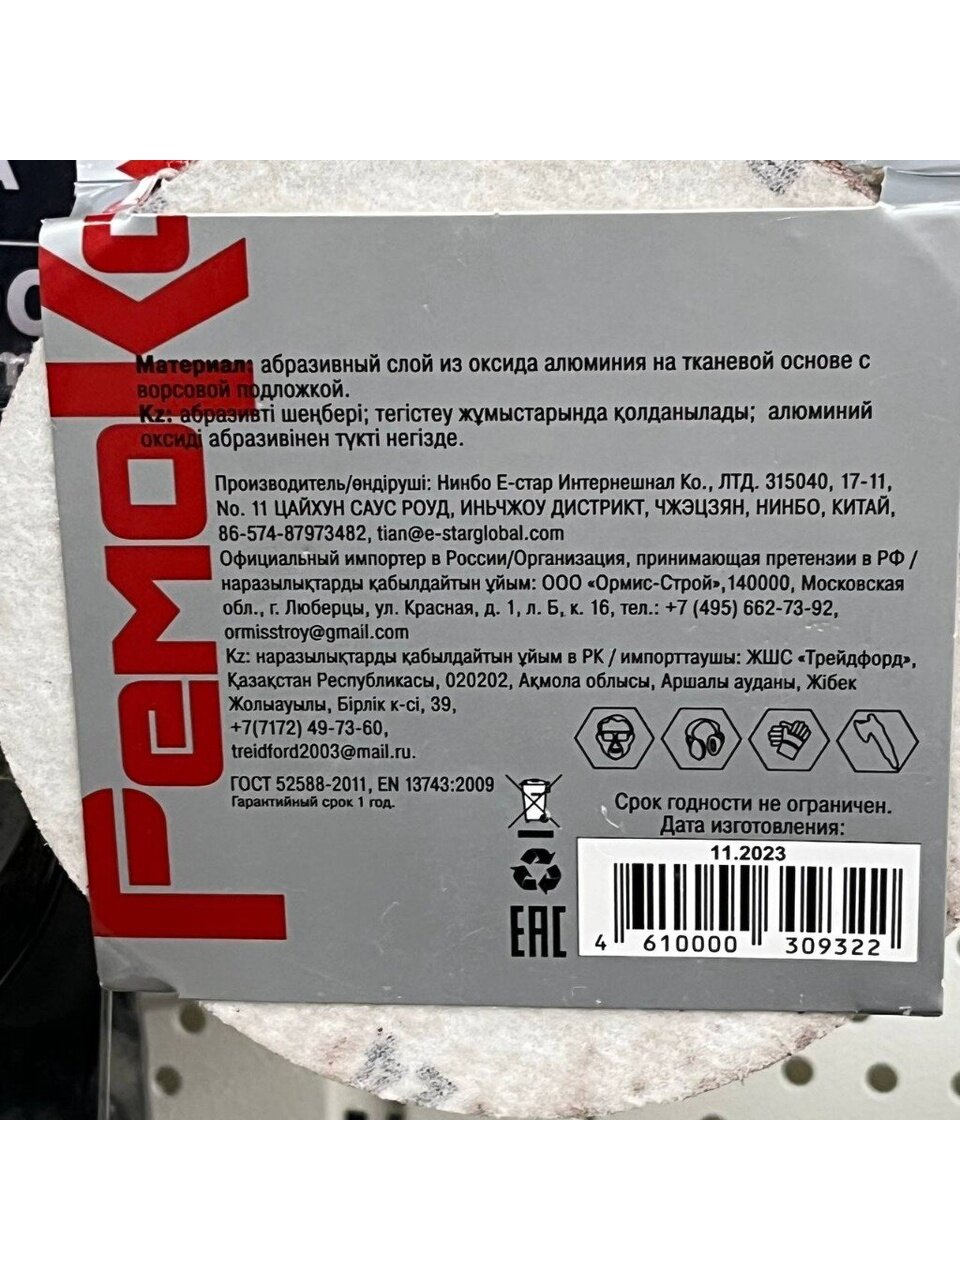 РемоКо
Материал: абразивный слой из оксида алюминия на тканевой основе с
ворсовой подложкой.
Kz: абразивті шеңбері; тегістеу жұмыстарында қолданылады; алюминий
оксиді абразивінен түкті негізде.
Производитель/өндіруші: Нинбо Е-стар Интернешнал Ко., ЛТД. 315040, 17-11,
No. 11 ЦАЙХУН САУС РОУД, ИНЬЧЖОУ ДИСТРИКТ, ЧЖЭЦЗЯН, НИНБО, КИТАЙ,
86-574-87973482, tian@e-starglobal.com
Официальный импортер в России/Организация, принимающая претензии в РФ /
наразылықтарды қабылдайтын ұйым: ООО «Ормис-Строй»,140000, Московская
обл., г. Люберцы, ул. Красная, д. 1, л. Б, к. 16, тел.: +7 (495) 662-73-92,
ormisstroy@gmail.com
Kz: наразылықтарды қабылдайтын ұйым в РК / импорттаушы: ЖШС «Трейдфорд»,
Қазақстан Республикасы, 020202, Ақмола облысы, Аршалы ауданы, Жібек
Жолыауылы, Бірлік к-сі, 39,
+7(7172) 49-73-60,
treidford2003@mail.ru.
ГОСТ 52588-2011, EN 13743:2009
Гарантийный срок 1 год.
Срок годности не ограничен.
Дата изготовления:
11.2023
4 610000 309322
EAC